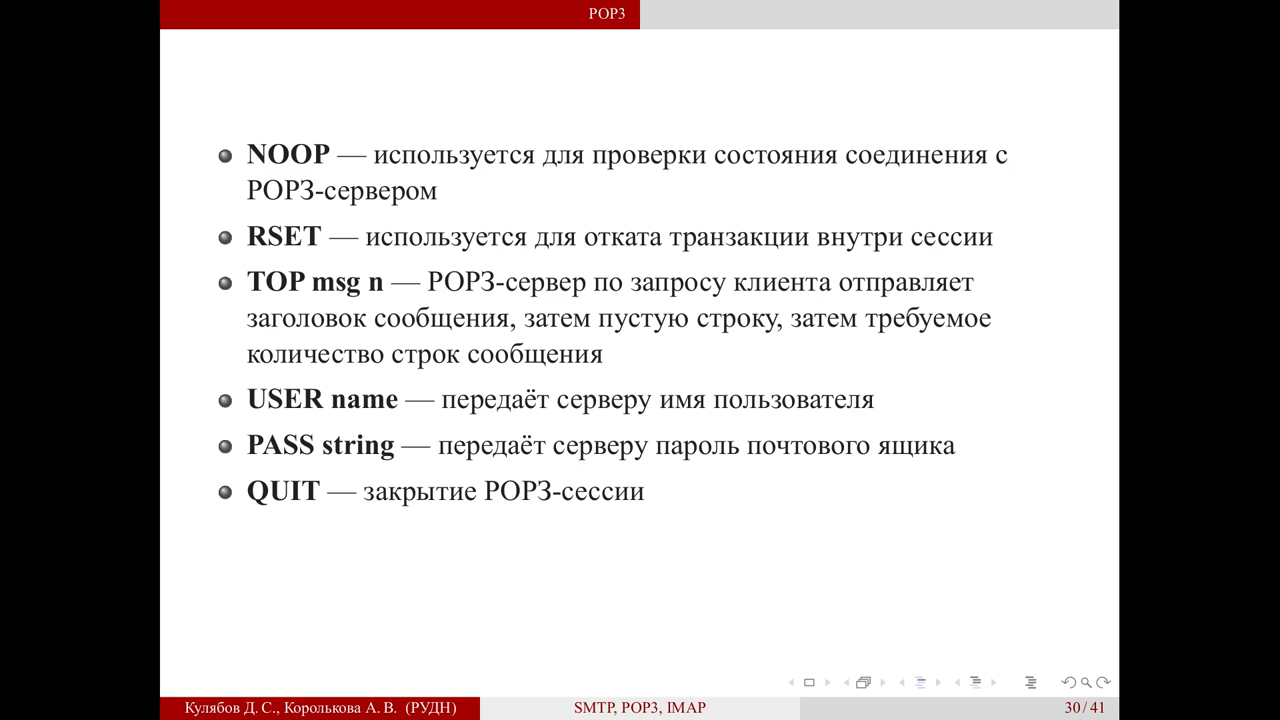 POP3
NOOP — используется для проверки состояния соединения с
POP3-сервером
RSET — используется для отката транзакции внутри сессии
TOP msg n — POP3-сервер по запросу клиента отправляет
заголовок сообщения, затем пустую строку, затем требуемое
количество строк сообщения
USER name — передаёт серверу имя пользователя
PASS string — передаёт серверу пароль почтового ящика
QUIT — закрытие POP3-сессии
Кулябов Д. С., Королькова А. В. (РУДН)
SMTP, POP3, IMAP
30 / 41